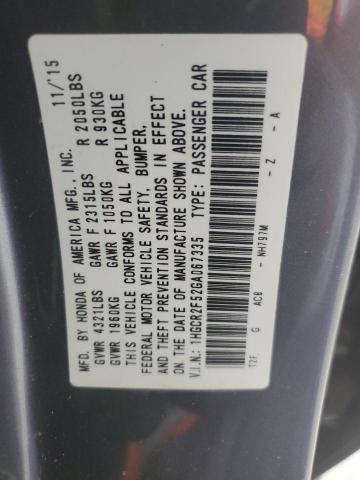 MFD. BY HONDA OF AMERICA MFG., INC. 11/'15
GVWR 4321LBS GAWR F 2315LBS R 2050LBS
GVWR 1960KG GAWR F 1050KG R 930KG
THIS VEHICLE CONFORMS TO ALL APPLICABLE
FEDERAL MOTOR VEHICLE SAFETY, BUMPER,
AND THEFT PREVENTION STANDARDS IN EFFECT
ON THE DATE OF MANUFACTURE SHOWN ABOVE.
V.I.N.: 1HGCR2F52GA067335 TYPE: PASSENGER CAR
T2F, G ACB - NH797M - Z - A